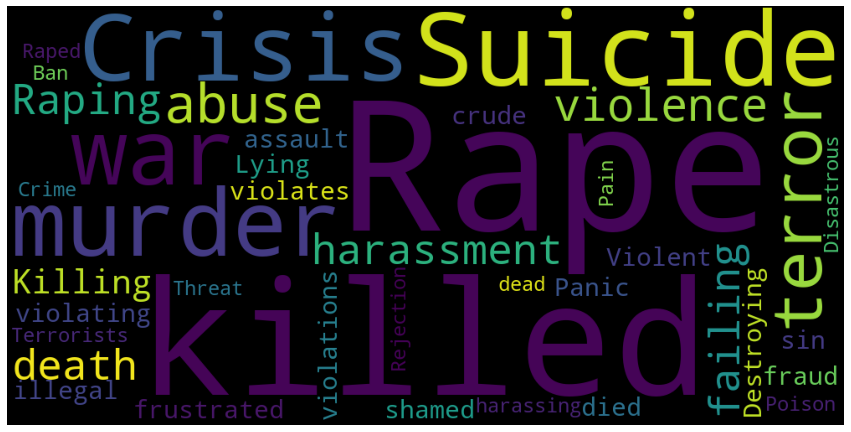 Crisis
Suicide
Raped
Ban
Raping
abuse
violence
crude
Rape
war
assault
Lying
terror
Disastrous
Pain
Crime
violates
murder
harassment
Violent
failing
Killing
Threat
killed
violations
Rejection
dead
Panic
Destroying
violating
Terrorists
sin
death
illegal
fraud
frustrated
shamed
harassing
died
Poison